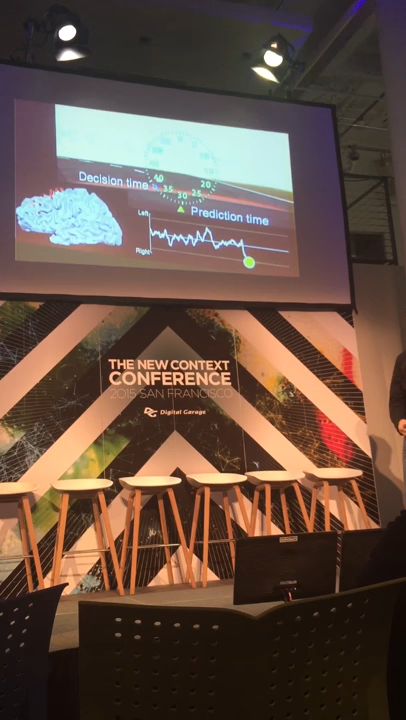 Decision time
40
20
35
25
30
Prediction time
Left
Right
THE NEW CONTEXT
CONFERENCE
2015 SAN FRANCISCO
DG Digital Garage